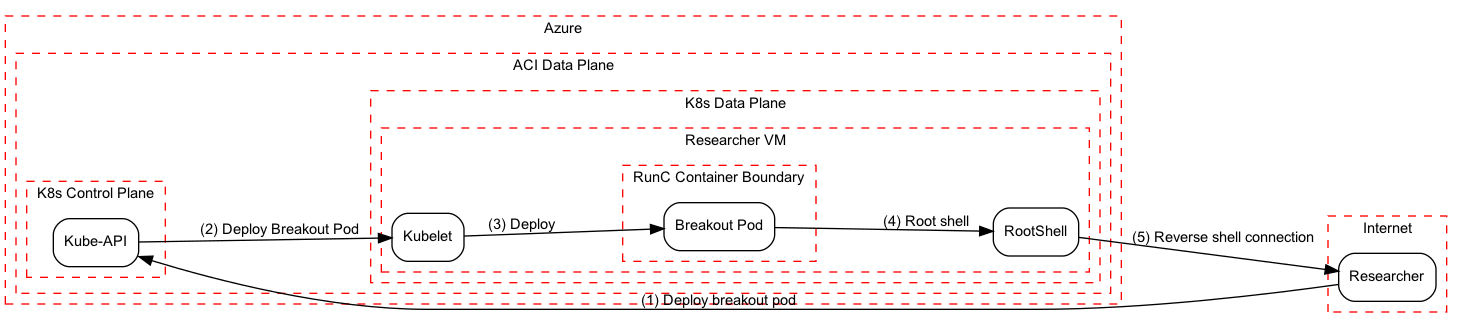 Azure
ACI Data Plane
K8s Data Plane
Researcher VM
RunC Container Boundary
K8s Control Plane
Kube-API
(2) Deploy Breakout Pod
Kubelet
(3) Deploy
Breakout Pod
(4) Root shell
RootShell
(5) Reverse shell connection
Internet
Researcher
(1) Deploy breakout pod